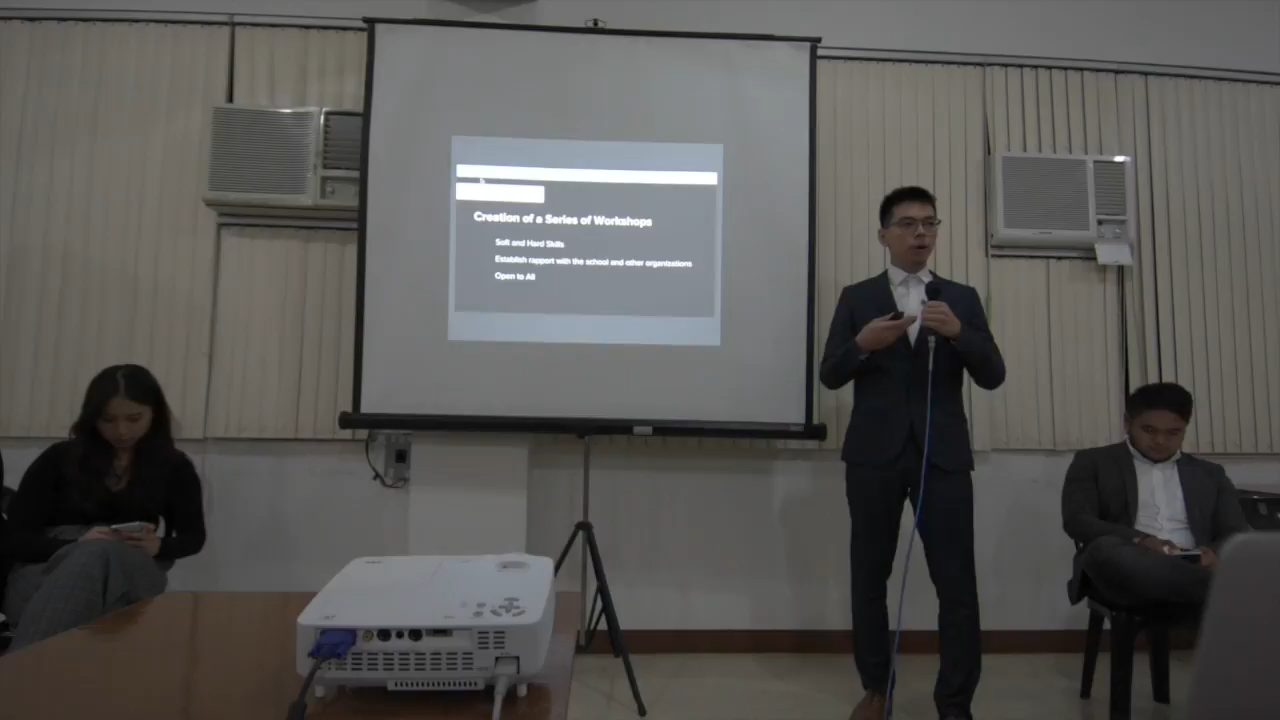 Creation of a Series of Workshops
Soft and Hard Skills
Establish rapport with the school and other organizations
Open to All